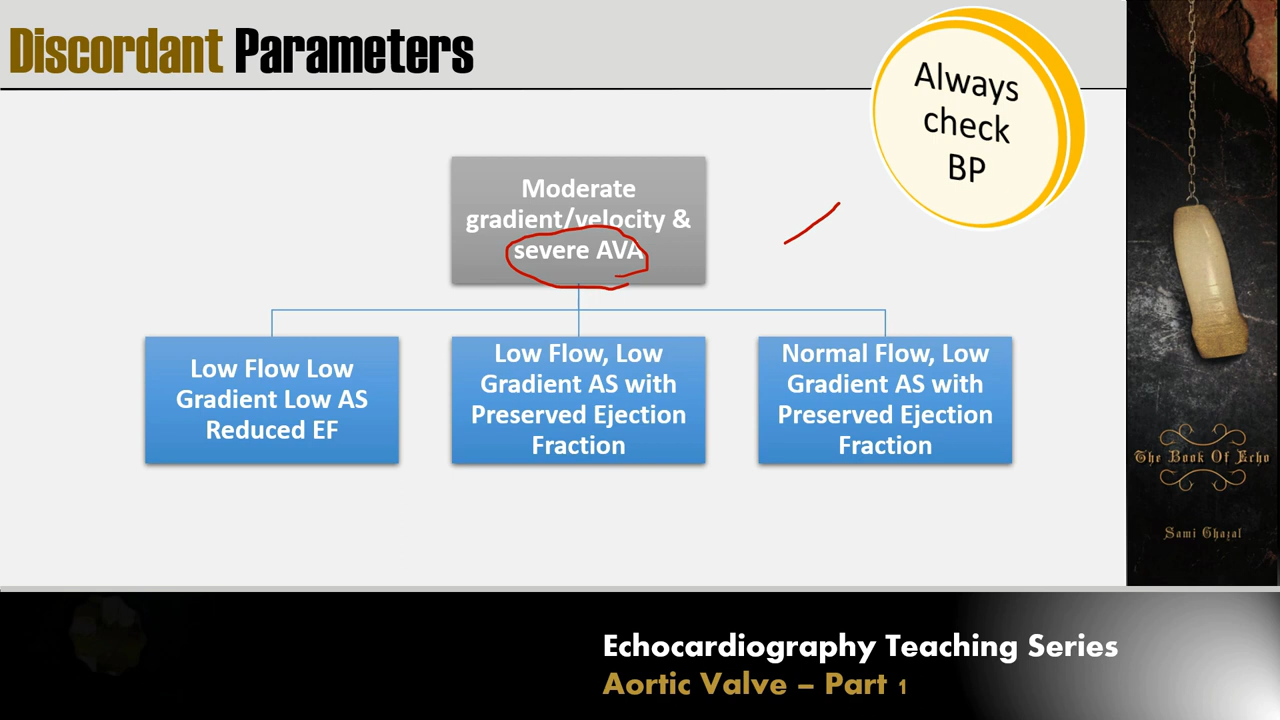 Discordant Parameters
Always
check
BP
Moderate
gradient/velocity &
severe AVA
Low Flow Low
Gradient Low AS
Reduced EF
Low Flow, Low
Gradient AS with
Preserved Ejection
Fraction
Normal Flow, Low
Gradient AS with
Preserved Ejection
Fraction
The Book Of Echo
Sami Ghazal
Echocardiography Teaching Series
Aortic Valve – Part 1